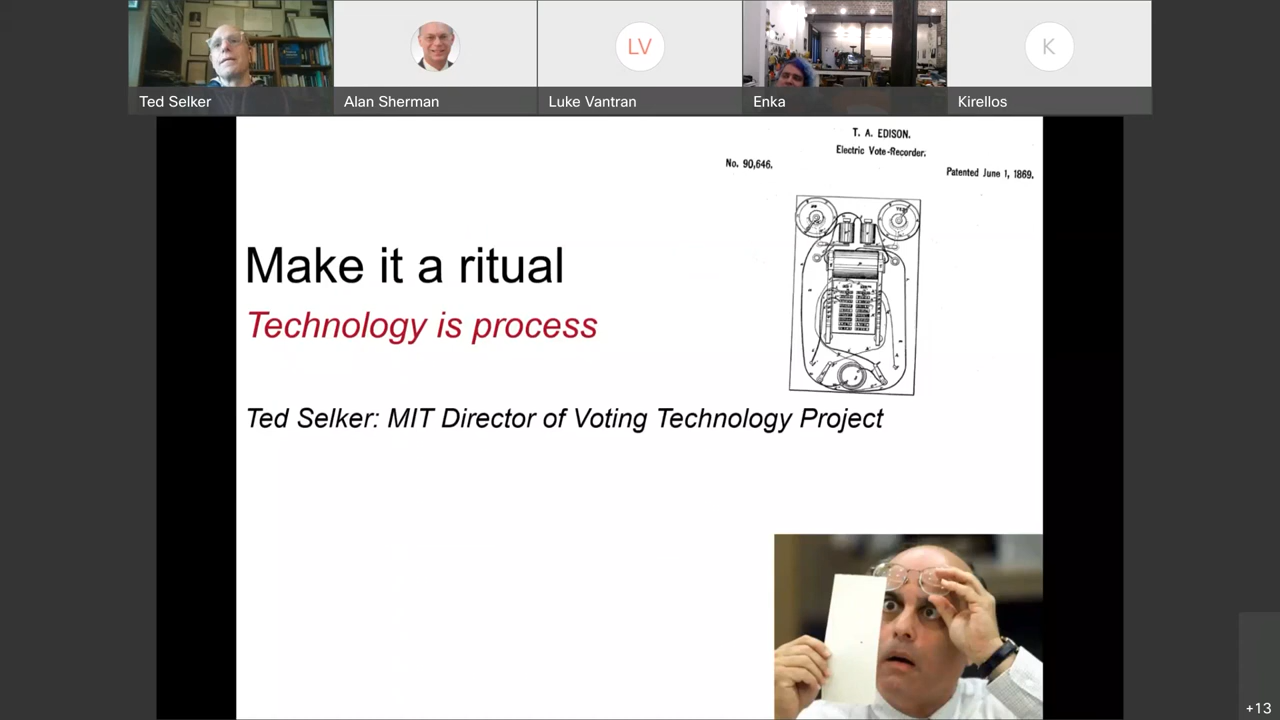 Ted Selker
Alan Sherman
LV
Luke Vantran
Enka
K
Kirellos
T. A. EDISON.
Electric Vote-Recorder.
No. 90,646.
Patented June 1, 1869.
Make it a ritual
Technology is process
Ted Selker: MIT Director of Voting Technology Project
+13